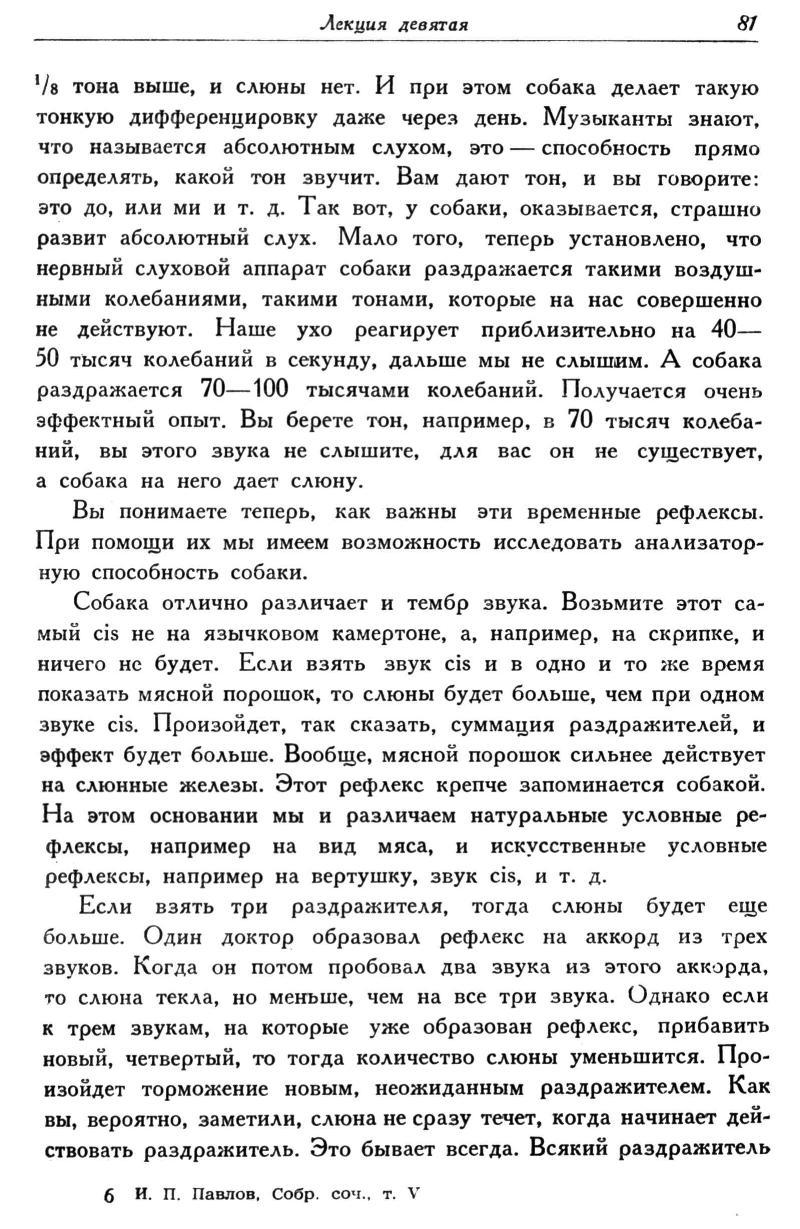 Лекция девятая 81
1/8 тона выше, и слюны нет. И при этом собака делает такую
тонкую дифференцировку даже через день. Музыканты знают,
что называется абсолютным слухом, это — способность прямо
определять, какой тон звучит. Вам дают тон, и вы говорите:
это до, или ми и т. д. Так вот, у собаки, оказывается, страшно
развит абсолютный слух. Мало того, теперь установлено, что
нервный слуховой аппарат собаки раздражается такими воздуш-
ными колебаниями, такими тонами, которые на нас совершенно
не действуют. Наше ухо реагирует приблизительно на 40—
50 тысяч колебаний в секунду, дальше мы не слышим. А собака
раздражается 70—100 тысячами колебаний. Получается очень
эффектный опыт. Вы берете тон, например, в 70 тысяч колеба-
ний, вы этого звука не слышите, для вас он не существует,
а собака на него дает слюну.
Вы понимаете теперь, как важны эти временные рефлексы.
При помощи их мы имеем возможность исследовать анализатор-
ную способность собаки.
Собака отлично различает и тембр звука. Возьмите этот са-
мый cis не на язычковом камертоне, а, например, на скрипке, и
ничего не будет. Если взять звук cis и в одно и то же время
показать мясной порошок, то слюны будет больше, чем при одном
звуке cis. Произойдет, так сказать, суммация раздражителей, и
эффект будет больше. Вообще, мясной порошок сильнее действует
на слюнные железы. Этот рефлекс крепче запоминается собакой.
На этом основании мы и различаем натуральные условные ре-
флексы, например на вид мяса, и искусственные условные
рефлексы, например на вертушку, звук cis, и т. д.
Если взять три раздражителя, тогда слюны будет еще
больше. Один доктор образовал рефлекс на аккорд из трех
звуков. Когда он потом пробовал два звука из этого аккорда,
то слюна текла, но меньше, чем на все три звука. Однако если
к трем звукам, на которые уже образован рефлекс, прибавить
новый, четвертый, то тогда количество слюны уменьшится. Про-
изойдет торможение новым, неожиданным раздражителем. Как
вы, вероятно, заметили, слюна не сразу течет, когда начинает дей-
ствовать раздражитель. Это бывает всегда. Всякий раздражитель
6 И. П. Павлов, Собр. соч., т. V